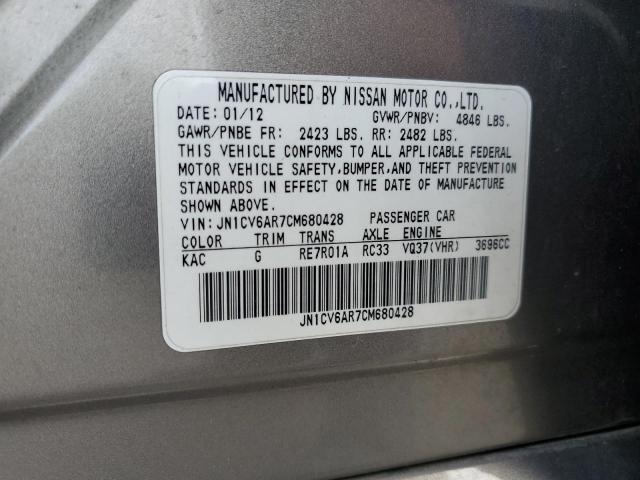 MANUFACTURED BY NISSAN MOTOR CO.,LTD.
DATE: 01/12 GVWR/PNBV: 4846 LBS.
GAWR/PNBE FR: 2423 LBS. RR: 2482 LBS.
THIS VEHICLE CONFORMS TO ALL APPLICABLE FEDERAL
MOTOR VEHICLE SAFETY,BUMPER,AND THEFT PREVENTION
STANDARDS IN EFFECT ON THE DATE OF MANUFACTURE
SHOWN ABOVE.
VIN:JN1CV6AR7CM680428 PASSENGER CAR
COLOR TRIM TRANS AXLE ENGINE
KAC G RE7R01A RC33 VQ37(VHR) 3696CC
JN1CV6AR7CM680428